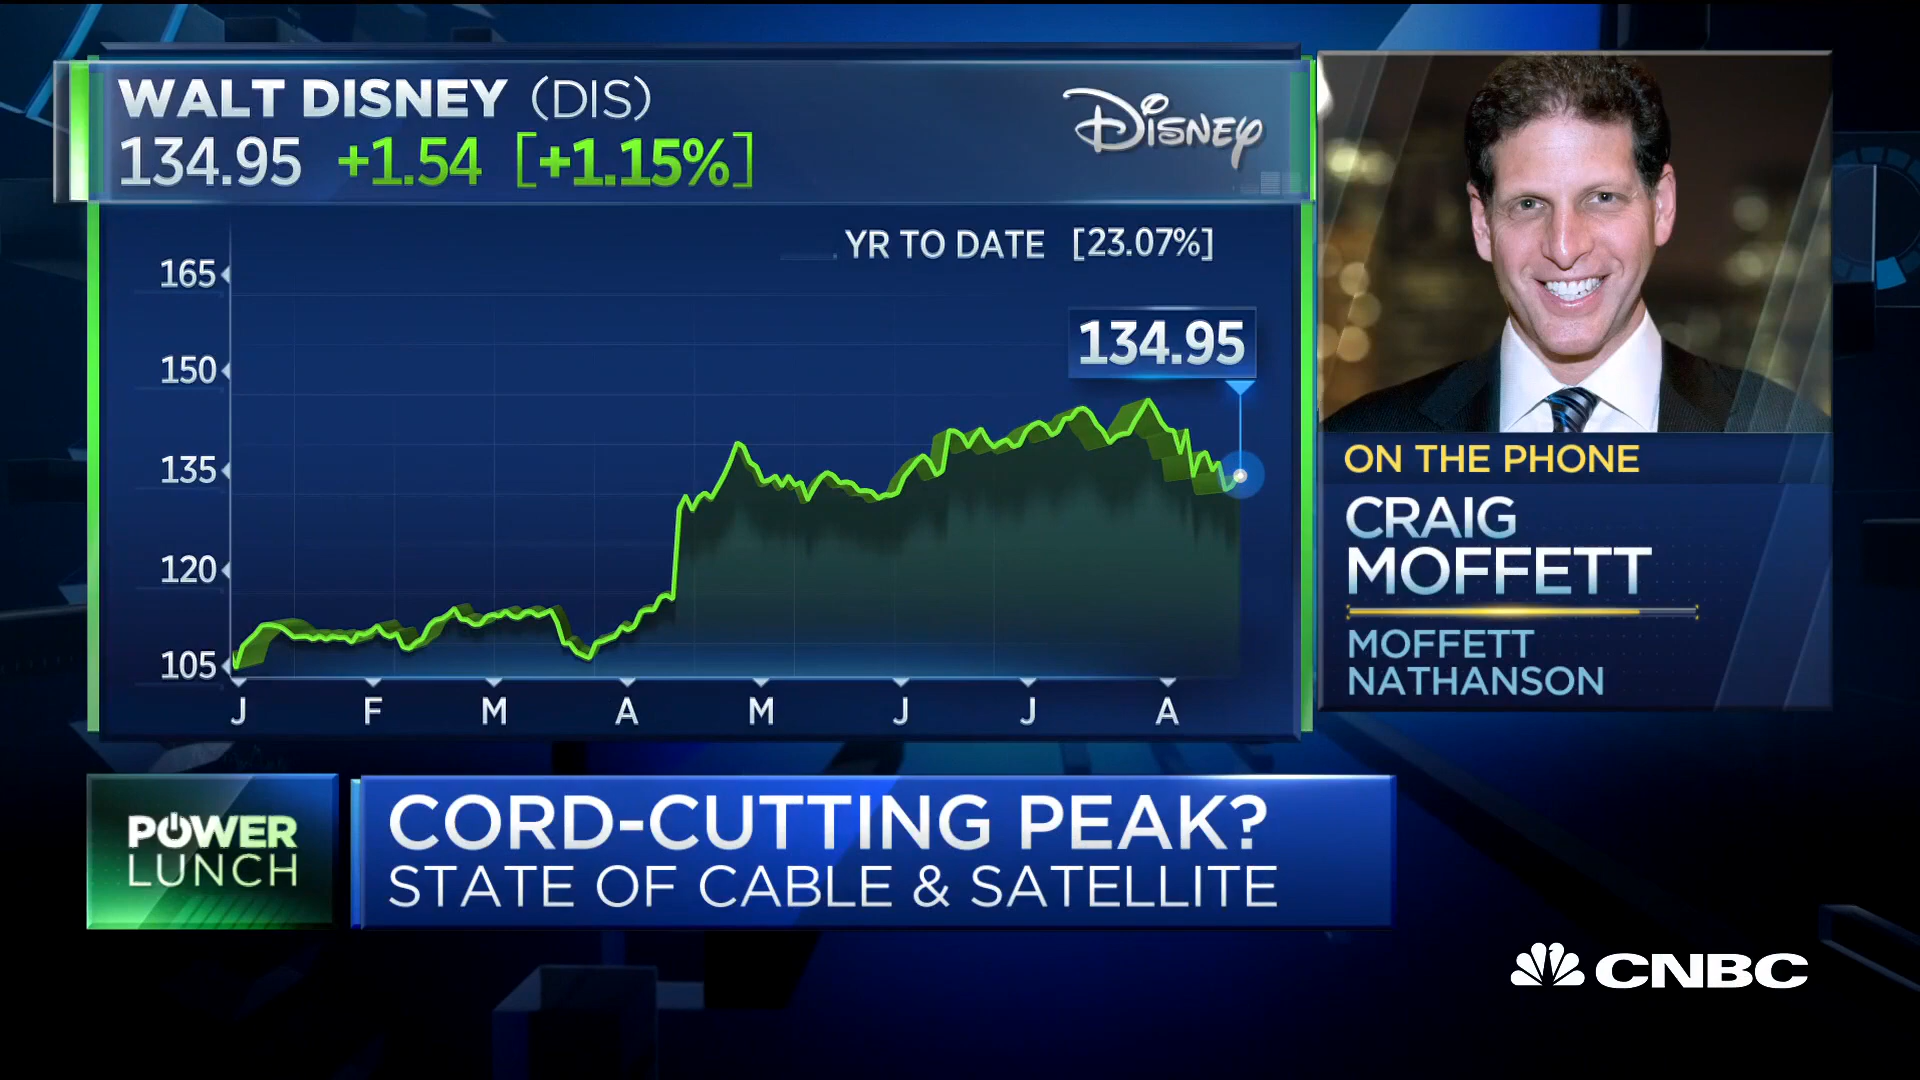 WALT DISNEY (DIS)
134.95 +1.54 [+1.15%]
DISNEY
YR TO DATE [23.07%]
134.95
165
150
135
120
105
J F M A M J J A
ON THE PHONE
CRAIG
MOFFETT
MOFFETT
NATHANSON
POWER
LUNCH
CORD-CUTTING PEAK?
STATE OF CABLE & SATELLITE
CNBC